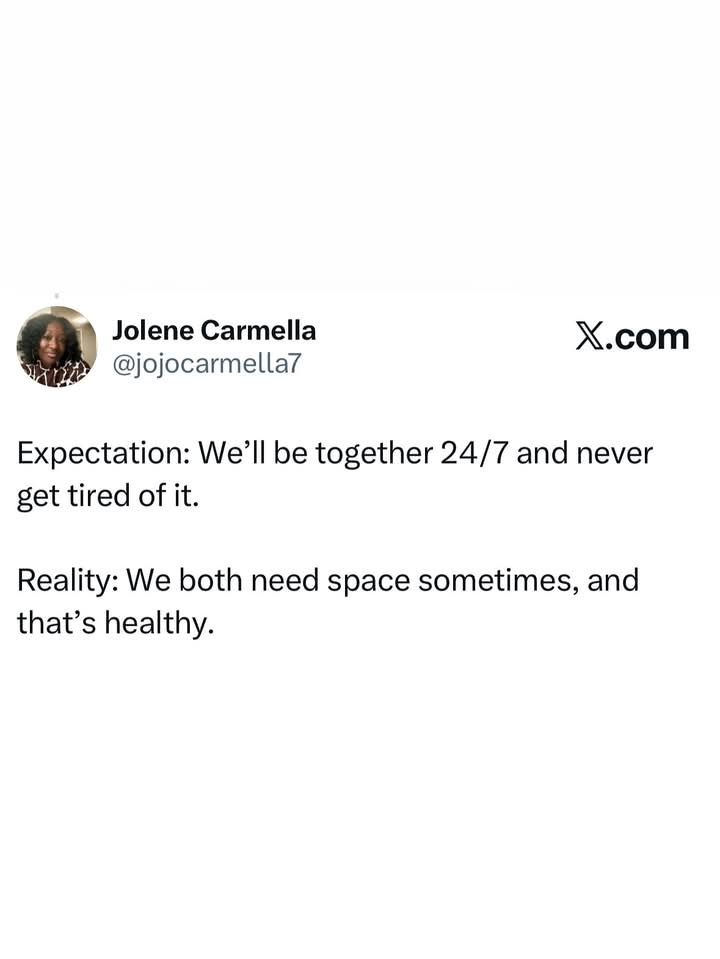 Jolene Carmella
@jojocarmella7
X.com
Expectation: We’ll be together 24/7 and never
get tired of it.
Reality: We both need space sometimes, and
that’s healthy.